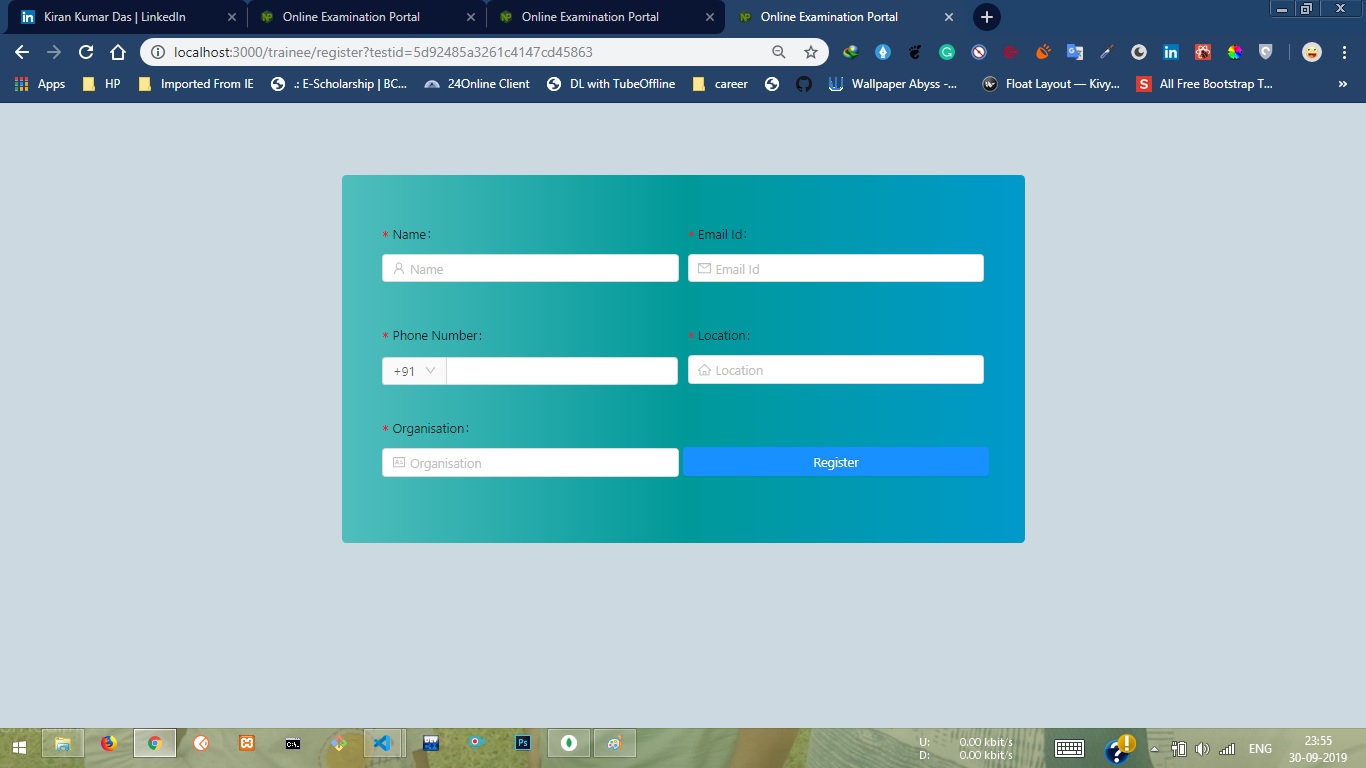 Kiran Kumar Das | LinkedIn
Online Examination Portal
Online Examination Portal
Online Examination Portal
localhost:3000/trainee/register?testid=5d92485a3261c4147cd45863
Apps HP Imported From IE .: E-Scholarship | BC... 24Online Client DL with TubeOffline career Wallpaper Abyss -... Float Layout — Kivy... All Free Bootstrap T... »
* Name:
Name
* Email Id:
Email Id
* Phone Number:
+91
* Location:
Location
* Organisation:
Organisation
Register
U: 0.00 kbit/s
D: 0.00 kbit/s
ENG
23:55
30-09-2019